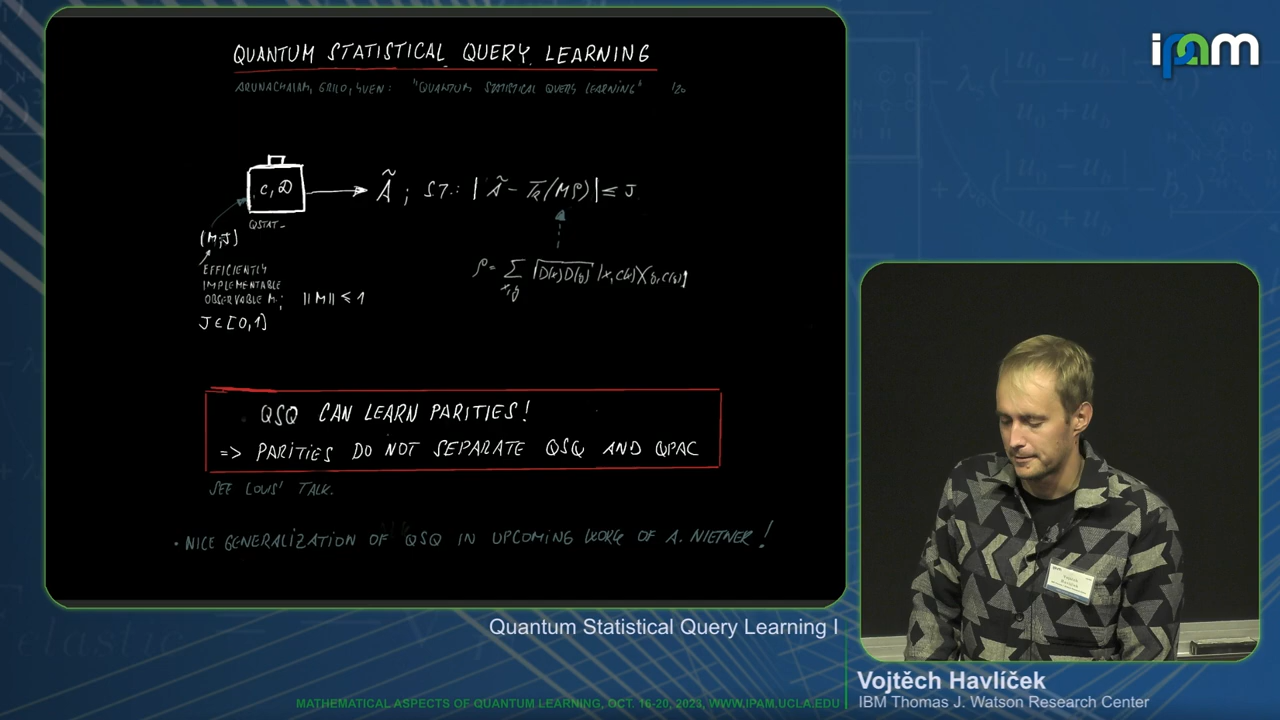 QUANTUM STATISTICAL QUERY LEARNING
ARUNACHALAM, GRILO, YUEN: "QUANTUM STATISTICAL QUERY LEARNING"
C, D
QSTAT
Ã ; ST.: | Ã - TR(Mρ) | ≤ J
(M, J)
ρ = Σ x,y √D(x)D(y) |x, c(x)X y, c(y)|
EFFICIENTLY
IMPLEMENTABLE
OBSERVABLE M; ||M|| ≤ 1
J ∈ [0,1]
QSQ CAN LEARN PARITIES!
=> PARITIES DO NOT SEPARATE QSQ AND QPAC
SEE LOUIS' TALK.
• NICE GENERALIZATION OF QSQ IN UPCOMING WORK OF A. NIETNER!
ipam
Quantum Statistical Query Learning I
Vojtěch Havlíček
IBM Thomas J. Watson Research Center
MATHEMATICAL ASPECTS OF QUANTUM LEARNING, OCT. 16-20, 2023, WWW.IPAM.UCLA.EDU